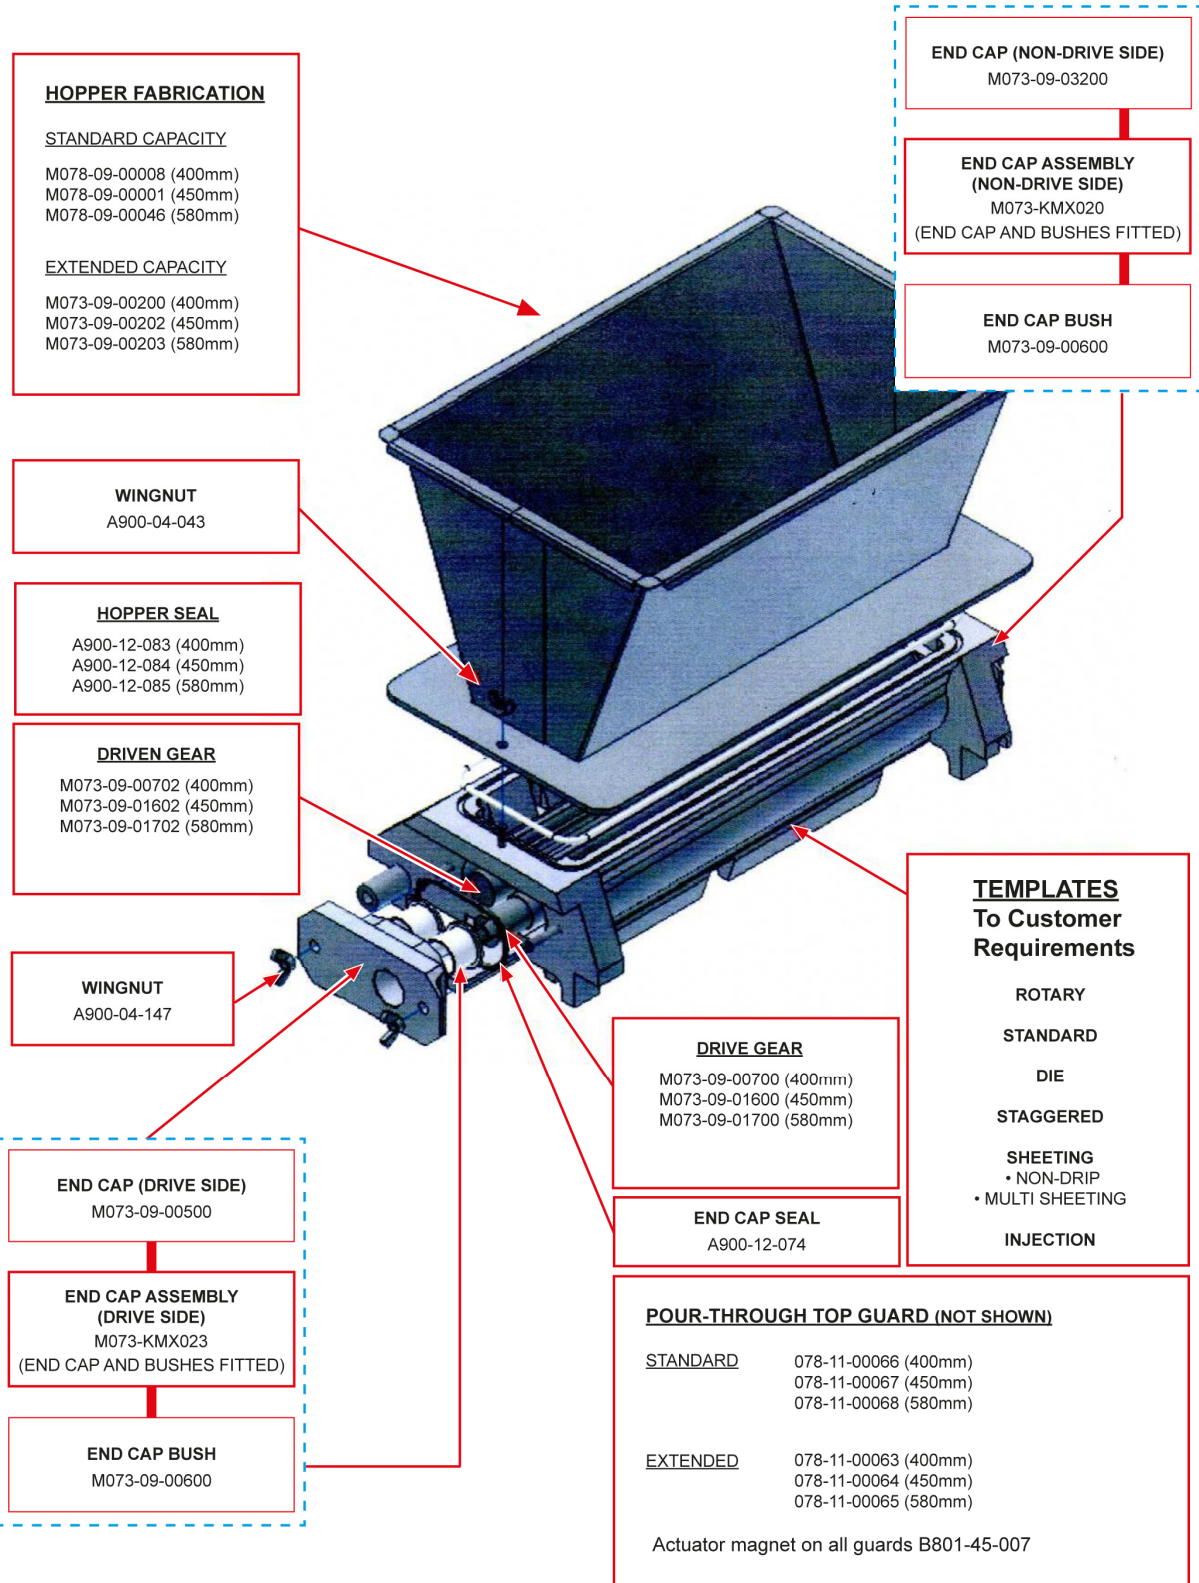 HOPPER FABRICATION
STANDARD CAPACITY
M078-09-00008 (400mm)
M078-09-00001 (450mm)
M078-09-00046 (580mm)
EXTENDED CAPACITY
M073-09-00200 (400mm)
M073-09-00202 (450mm)
M073-09-00203 (580mm)
END CAP (NON-DRIVE SIDE)
M073-09-03200
END CAP ASSEMBLY
(NON-DRIVE SIDE)
M073-KMX020
(END CAP AND BUSHES FITTED)
END CAP BUSH
M073-09-00600
WINGNUT
A900-04-043
HOPPER SEAL
A900-12-083 (400mm)
A900-12-084 (450mm)
A900-12-085 (580mm)
DRIVEN GEAR
M073-09-00702 (400mm)
M073-09-01602 (450mm)
M073-09-01702 (580mm)
WINGNUT
A900-04-147
TEMPLATES
To Customer
Requirements
ROTARY
STANDARD
DIE
STAGGERED
SHEETING
• NON-DRIP
• MULTI SHEETING
INJECTION
DRIVE GEAR
M073-09-00700 (400mm)
M073-09-01600 (450mm)
M073-09-01700 (580mm)
END CAP SEAL
A900-12-074
END CAP (DRIVE SIDE)
M073-09-00500
END CAP ASSEMBLY
(DRIVE SIDE)
M073-KMX023
(END CAP AND BUSHES FITTED)
END CAP BUSH
M073-09-00600
POUR-THROUGH TOP GUARD (NOT SHOWN)
STANDARD 078-11-00066 (400mm)
078-11-00067 (450mm)
078-11-00068 (580mm)
EXTENDED 078-11-00063 (400mm)
078-11-00064 (450mm)
078-11-00065 (580mm)
Actuator magnet on all guards B801-45-007